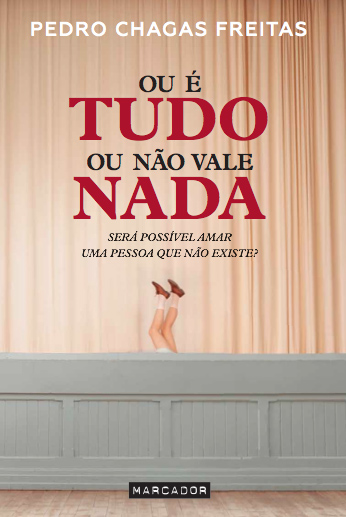 PEDRO CHAGAS FREITAS
OU É
TUDO
OU NÃO VALE
NADA
SERÁ POSSÍVEL AMAR
UMA PESSOA QUE NÃO EXISTE?
MARCADOR